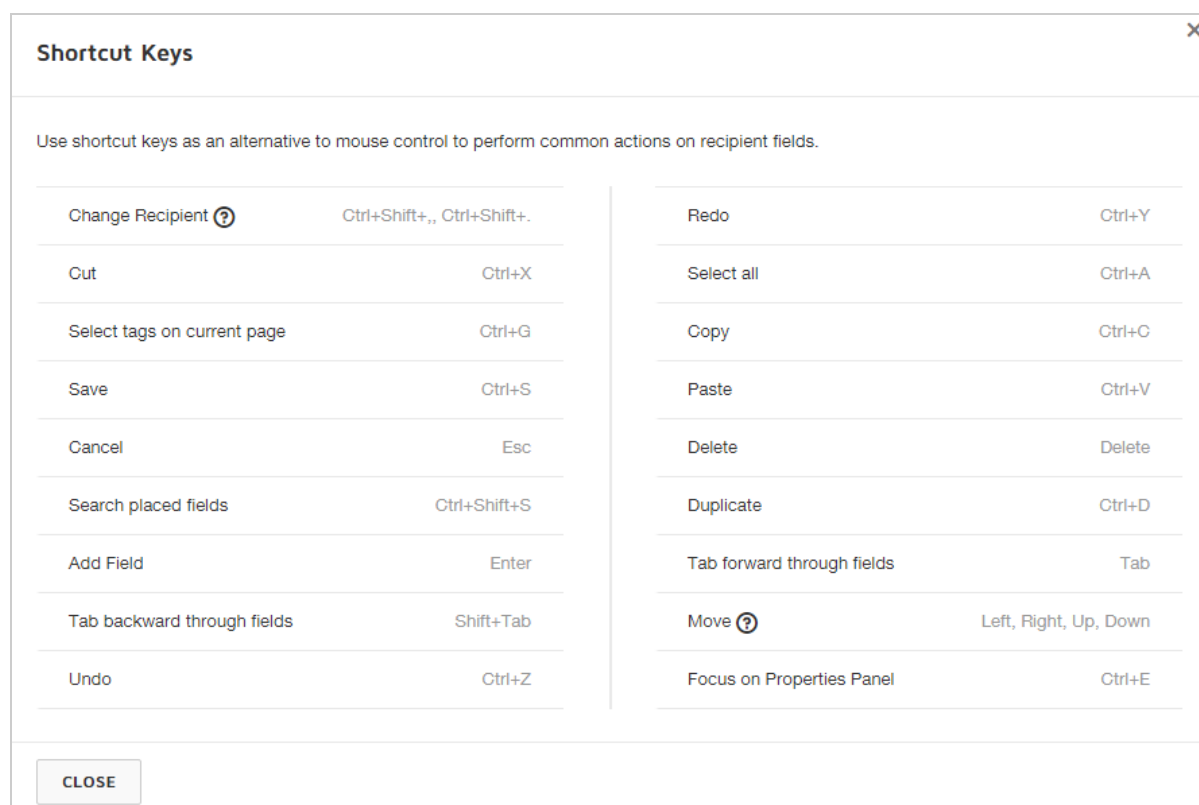 Shortcut Keys
Use shortcut keys as an alternative to mouse control to perform common actions on recipient fields.
Change Recipient ? Ctrl+Shift+,, Ctrl+Shift+.
Cut Ctrl+X
Select tags on current page Ctrl+G
Save Ctrl+S
Cancel Esc
Search placed fields Ctrl+Shift+S
Add Field Enter
Tab backward through fields Shift+Tab
Undo Ctrl+Z
Redo Ctrl+Y
Select all Ctrl+A
Copy Ctrl+C
Paste Ctrl+V
Delete Delete
Duplicate Ctrl+D
Tab forward through fields Tab
Move ? Left, Right, Up, Down
Focus on Properties Panel Ctrl+E
CLOSE